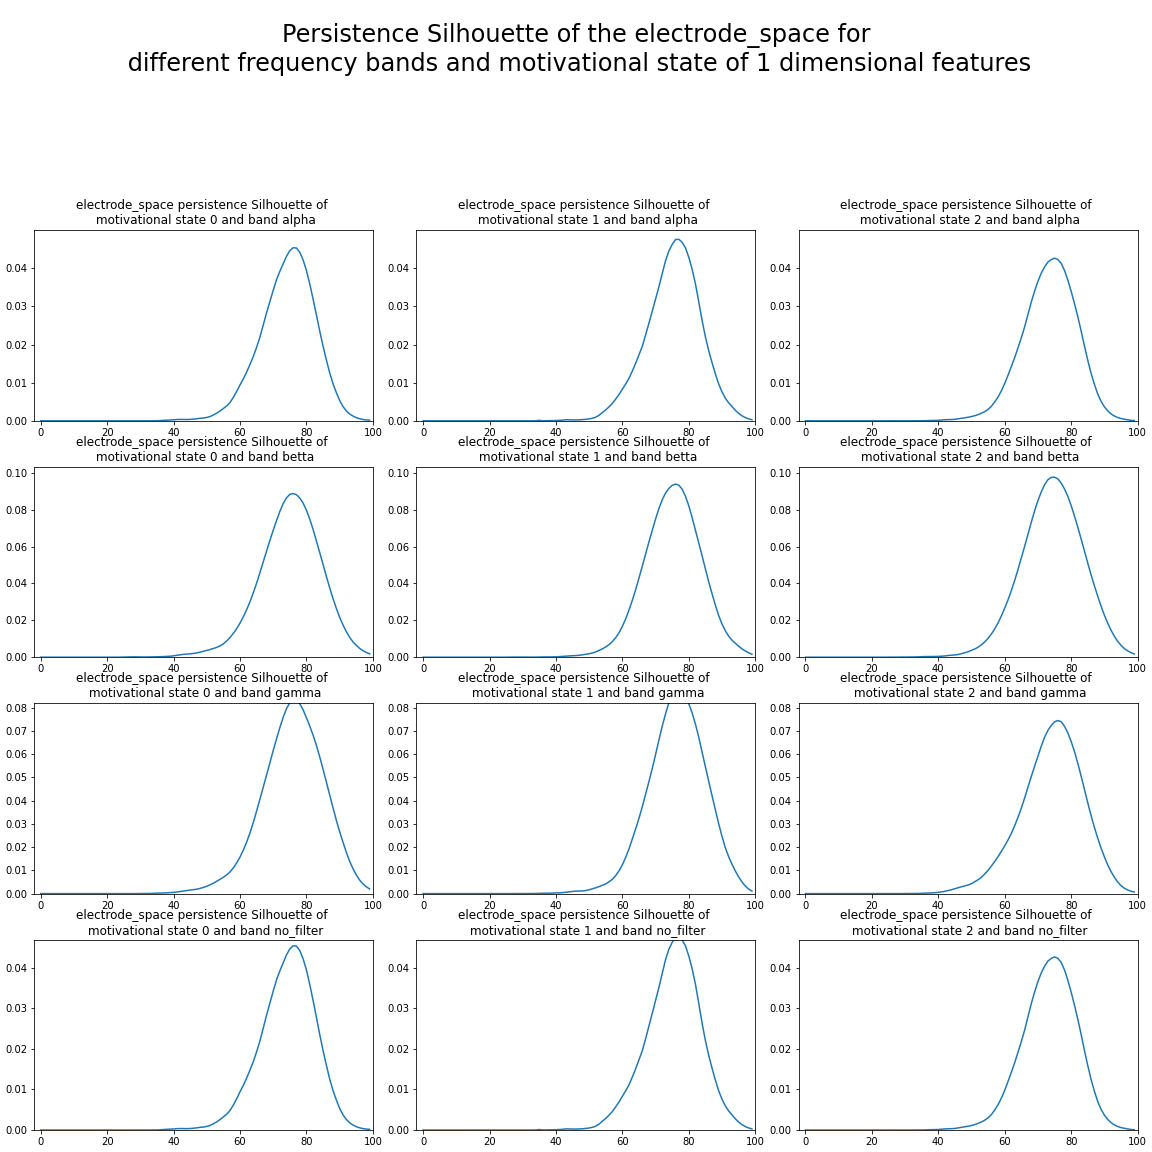 Persistence Silhouette of the electrode_space for
different frequency bands and motivational state of 1 dimensional features
electrode_space persistence Silhouette of
motivational state 0 and band alpha
electrode_space persistence Silhouette of
motivational state 1 and band alpha
electrode_space persistence Silhouette of
motivational state 2 and band alpha
0.04
0.03
0.02
0.01
0.00
0 20 40 60 80 100
0.04
0.03
0.02
0.01
0.00
0 20 40 60 80 100
0.04
0.03
0.02
0.01
0.00
0 20 40 60 80 100
electrode_space persistence Silhouette of
motivational state 0 and band betta
electrode_space persistence Silhouette of
motivational state 1 and band betta
electrode_space persistence Silhouette of
motivational state 2 and band betta
0.10
0.08
0.06
0.04
0.02
0.00
0 20 40 60 80 100
0.10
0.08
0.06
0.04
0.02
0.00
0 20 40 60 80 100
0.10
0.08
0.06
0.04
0.02
0.00
0 20 40 60 80 100
electrode_space persistence Silhouette of
motivational state 0 and band gamma
electrode_space persistence Silhouette of
motivational state 1 and band gamma
electrode_space persistence Silhouette of
motivational state 2 and band gamma
0.08
0.07
0.06
0.05
0.04
0.03
0.02
0.01
0.00
0 20 40 60 80 100
0.08
0.07
0.06
0.05
0.04
0.03
0.02
0.01
0.00
0 20 40 60 80 100
0.08
0.07
0.06
0.05
0.04
0.03
0.02
0.01
0.00
0 20 40 60 80 100
electrode_space persistence Silhouette of
motivational state 0 and band no_filter
electrode_space persistence Silhouette of
motivational state 1 and band no_filter
electrode_space persistence Silhouette of
motivational state 2 and band no_filter
0.04
0.03
0.02
0.01
0.00
0 20 40 60 80 100
0.04
0.03
0.02
0.01
0.00
0 20 40 60 80 100
0.04
0.03
0.02
0.01
0.00
0 20 40 60 80 100